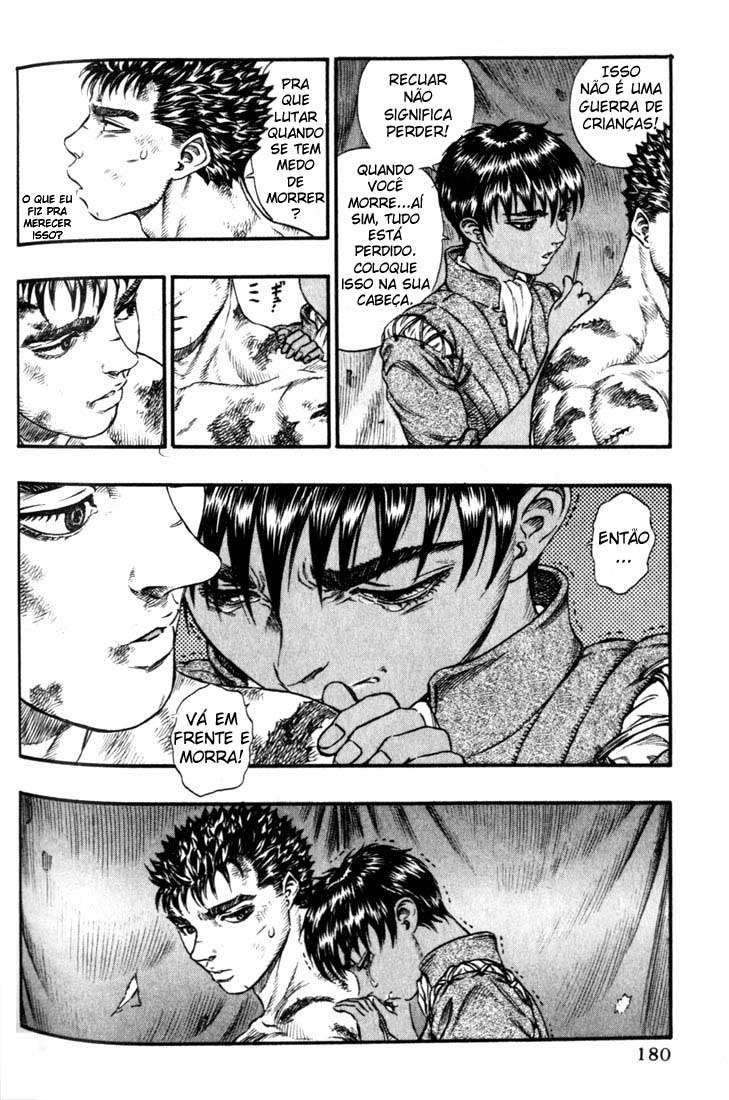 ISSO
NÃO É UMA
GUERRA DE
CRIANÇAS!
RECUAR
NÃO
SIGNIFICA
PERDER!
QUANDO
VOCÊ
MORRE...AÍ
SIM, TUDO
ESTÁ
PERDIDO.
COLOQUE
ISSO NA SUA
CABEÇA.
PRA
QUE
LUTAR
QUANDO
SE TEM
MEDO
DE
MORRER
?
O QUE EU
FIZ PRA
MERECER
ISSO?
ENTÃO
...
VÁ EM
FRENTE E
MORRA!
180